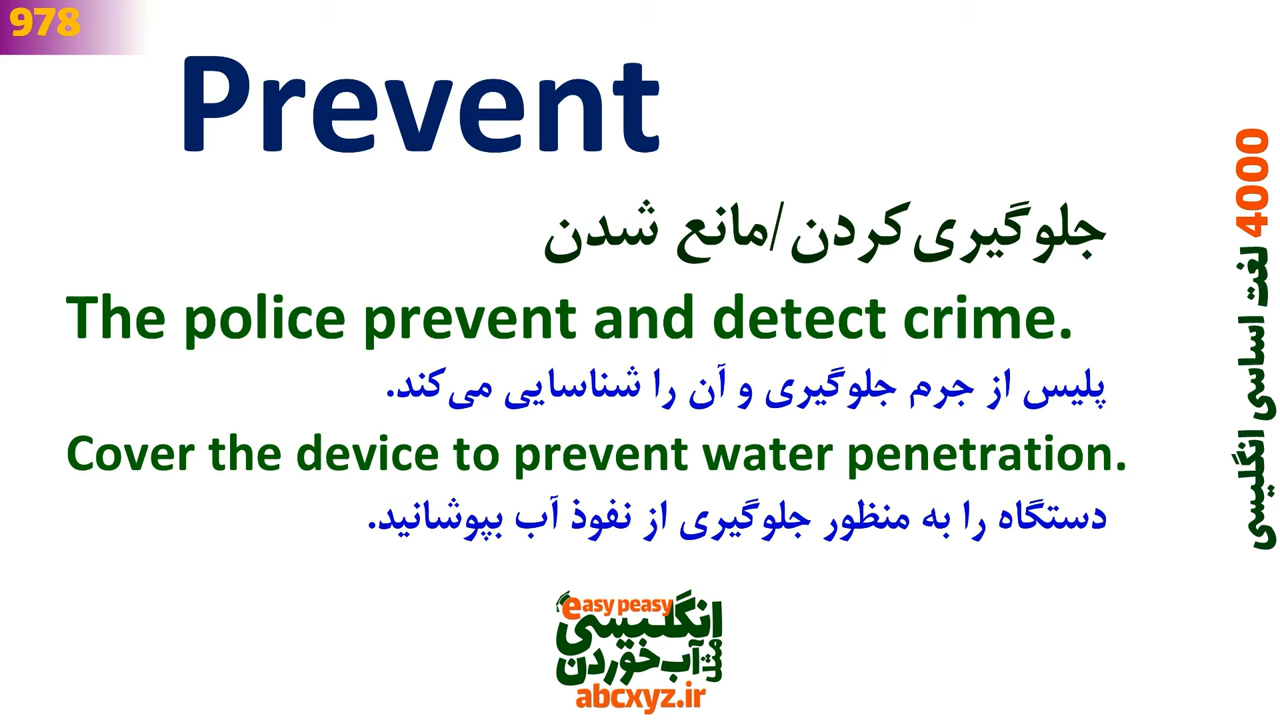 978
Prevent
جلوگیری‌کردن/مانع شدن
The police prevent and detect crime.
پلیس از جرم جلوگیری و آن را شناسایی می‌کند.
Cover the device to prevent water penetration.
دستگاه را به منظور جلوگیری از نفوذ آب بپوشانید.
4000 لغت اساسی انگلیسی
easy peasy
انگلیسی
مثل آب خوردن
abcxyz.ir